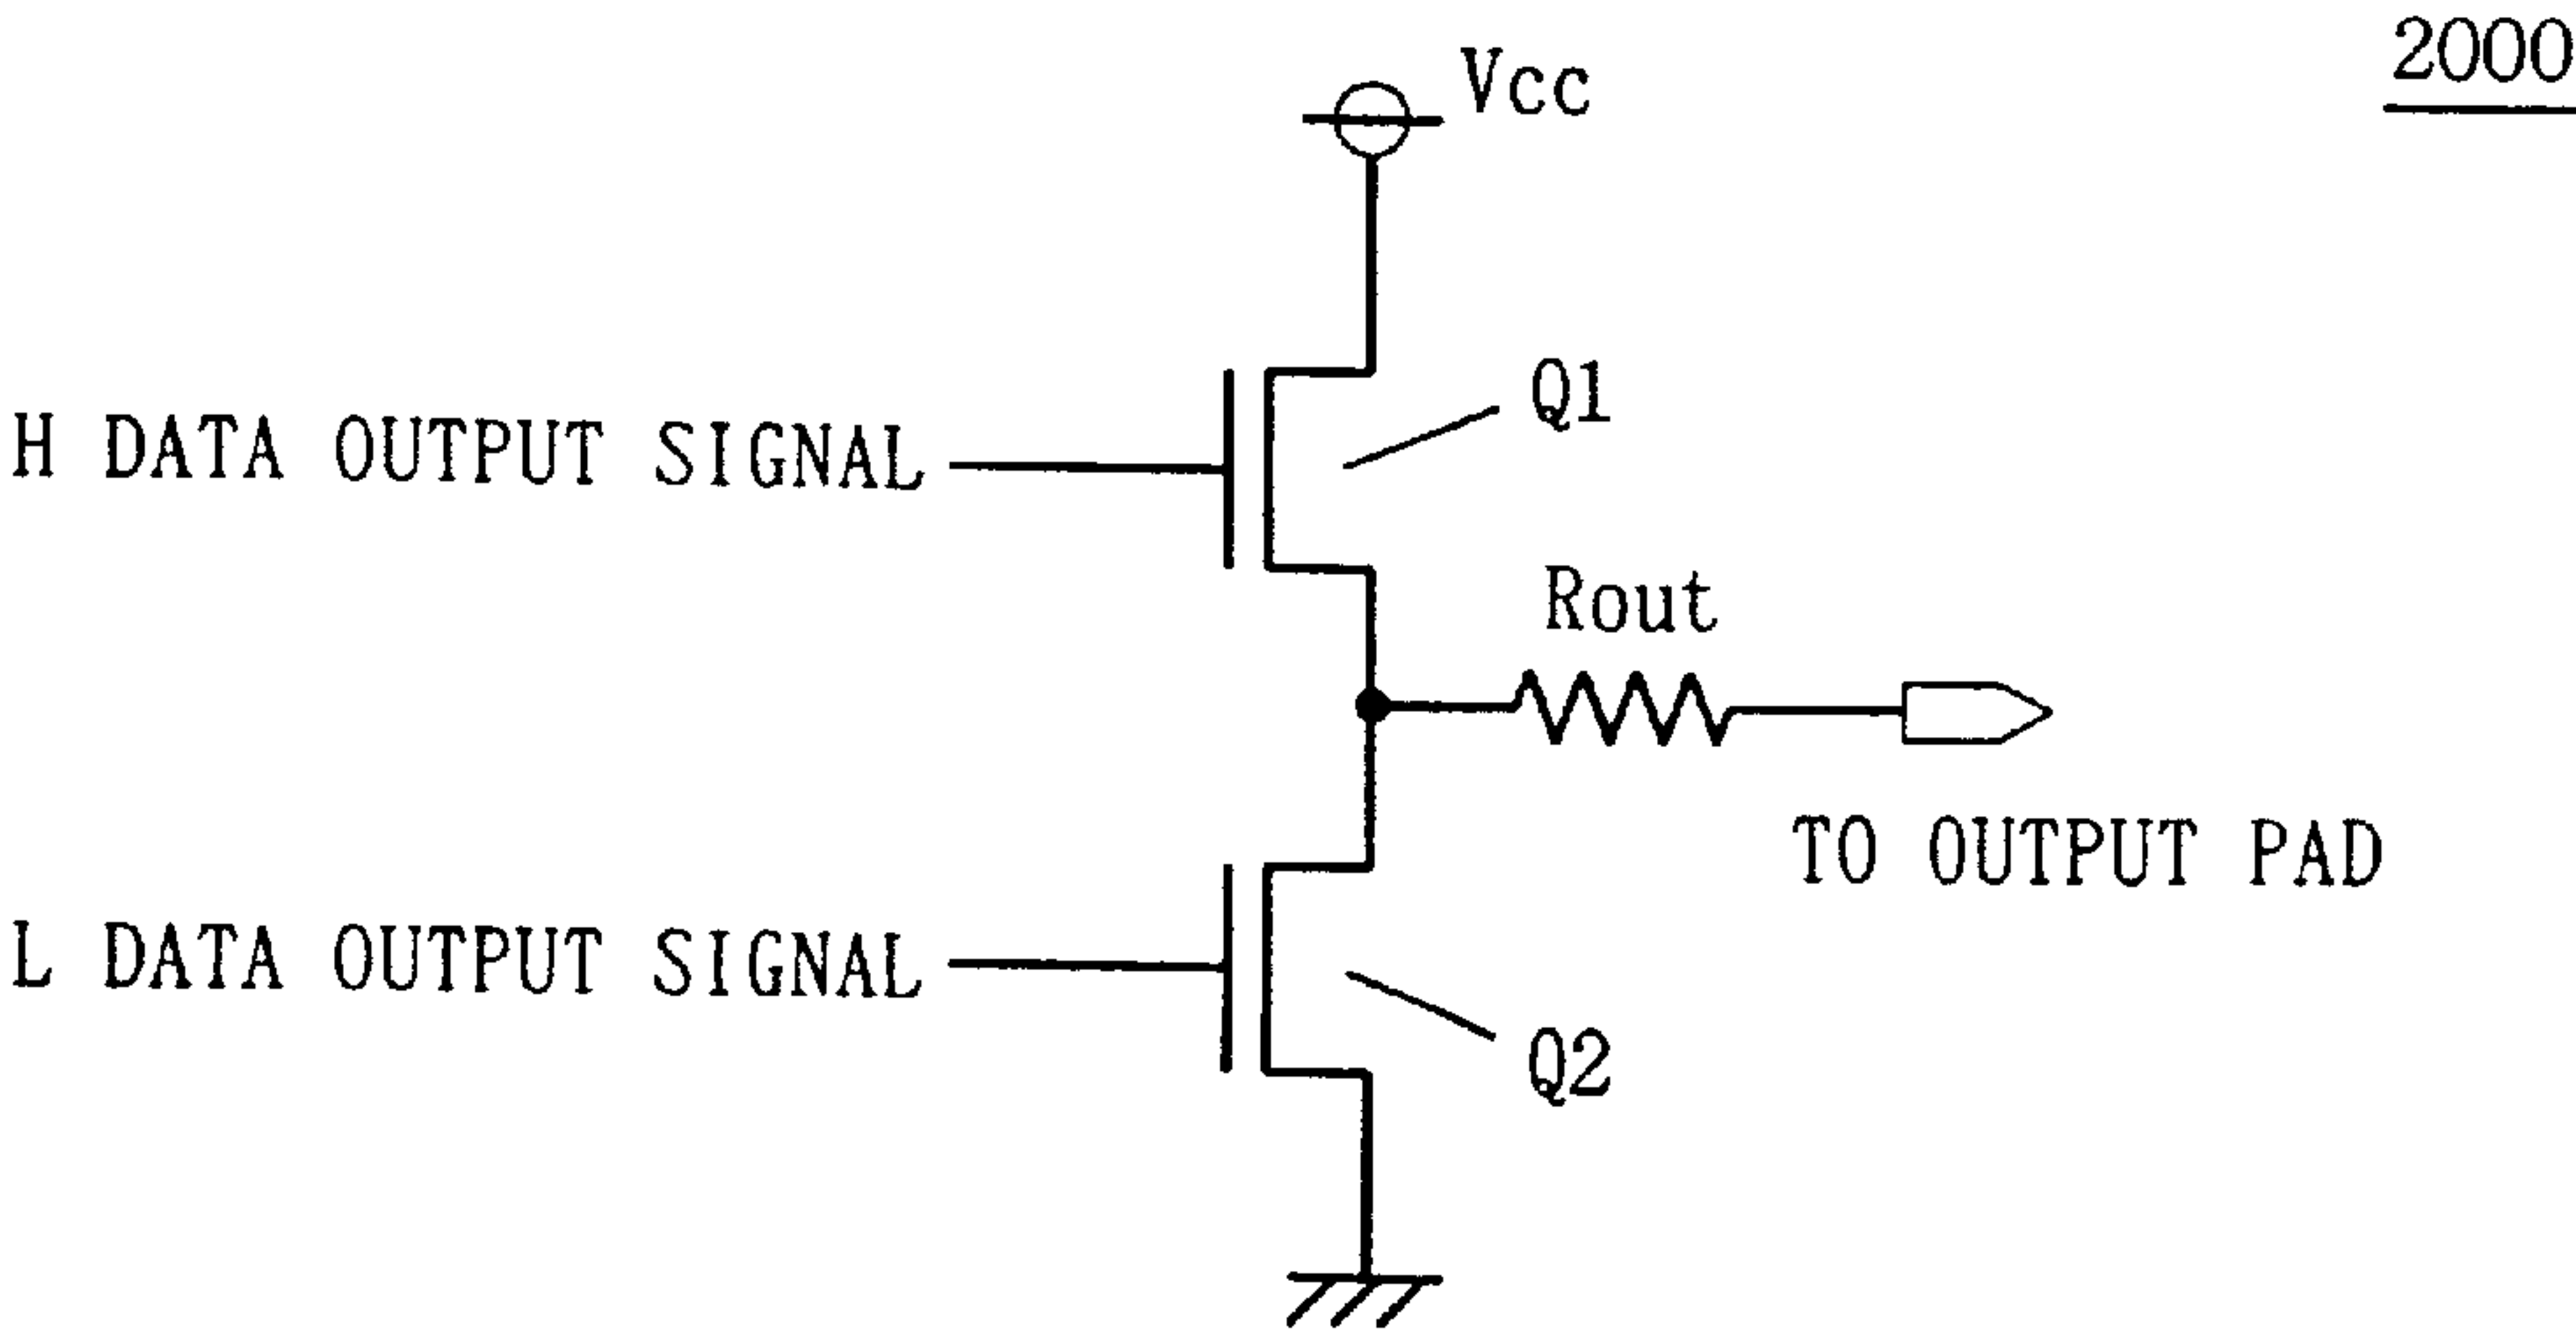 2000
Vcc
Q1
H DATA OUTPUT SIGNAL
Rout
TO OUTPUT PAD
L DATA OUTPUT SIGNAL
Q2